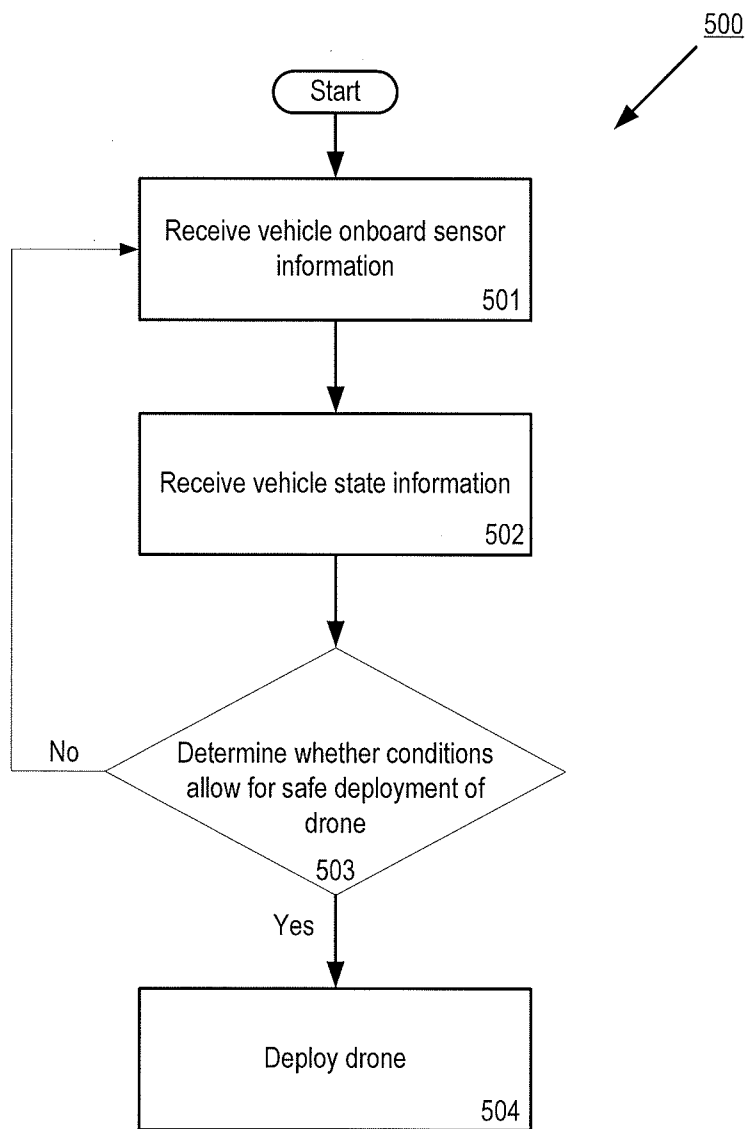 500
Start
Receive vehicle onboard sensor
information
501
Receive vehicle state information
502
No
Determine whether conditions
allow for safe deployment of
drone
503
Yes
Deploy drone
504